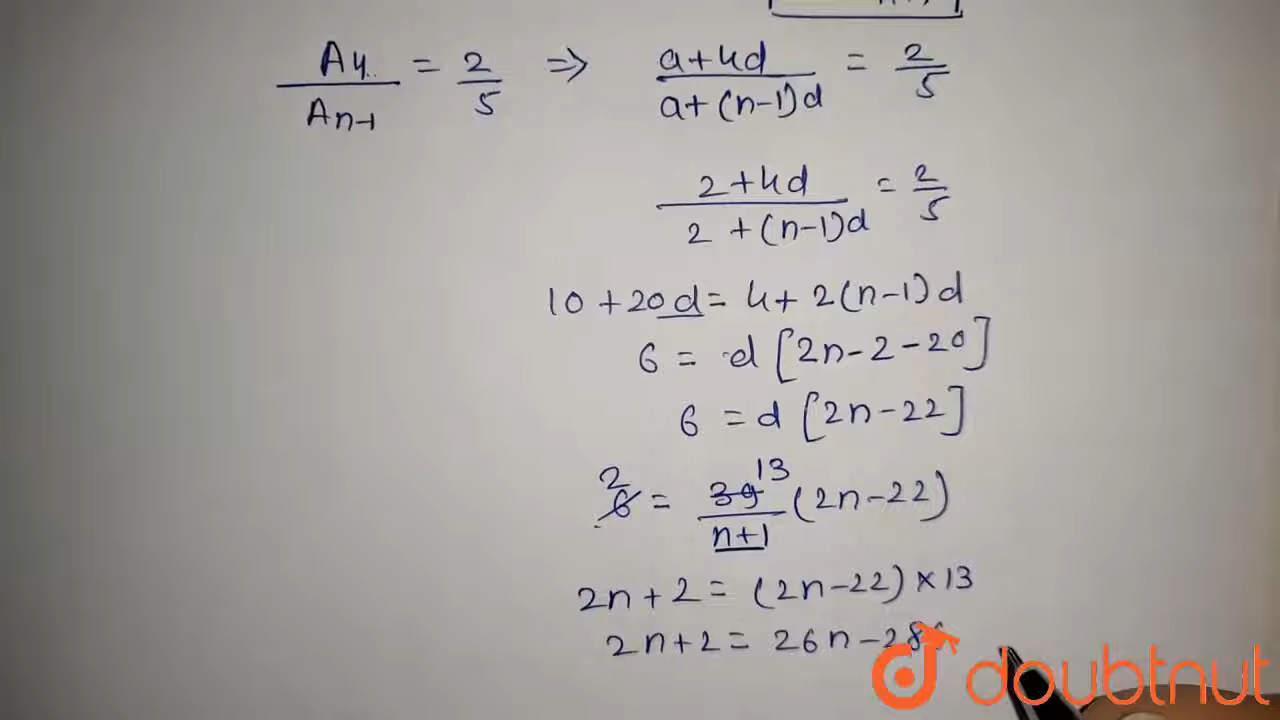 A4/An-1 = 2/5 ⇒ a+4d/a+(n-1)d = 2/5
2+4d/2+(n-1)d = 2/5
10+20d = 4+2(n-1)d
6 = d[2n-2-20]
6 = d[2n-22]
2
6 = 39 13/n+1 (2n-22)
2n+2 = (2n-22)×13
2n+2 = 26n-286
doubtnut